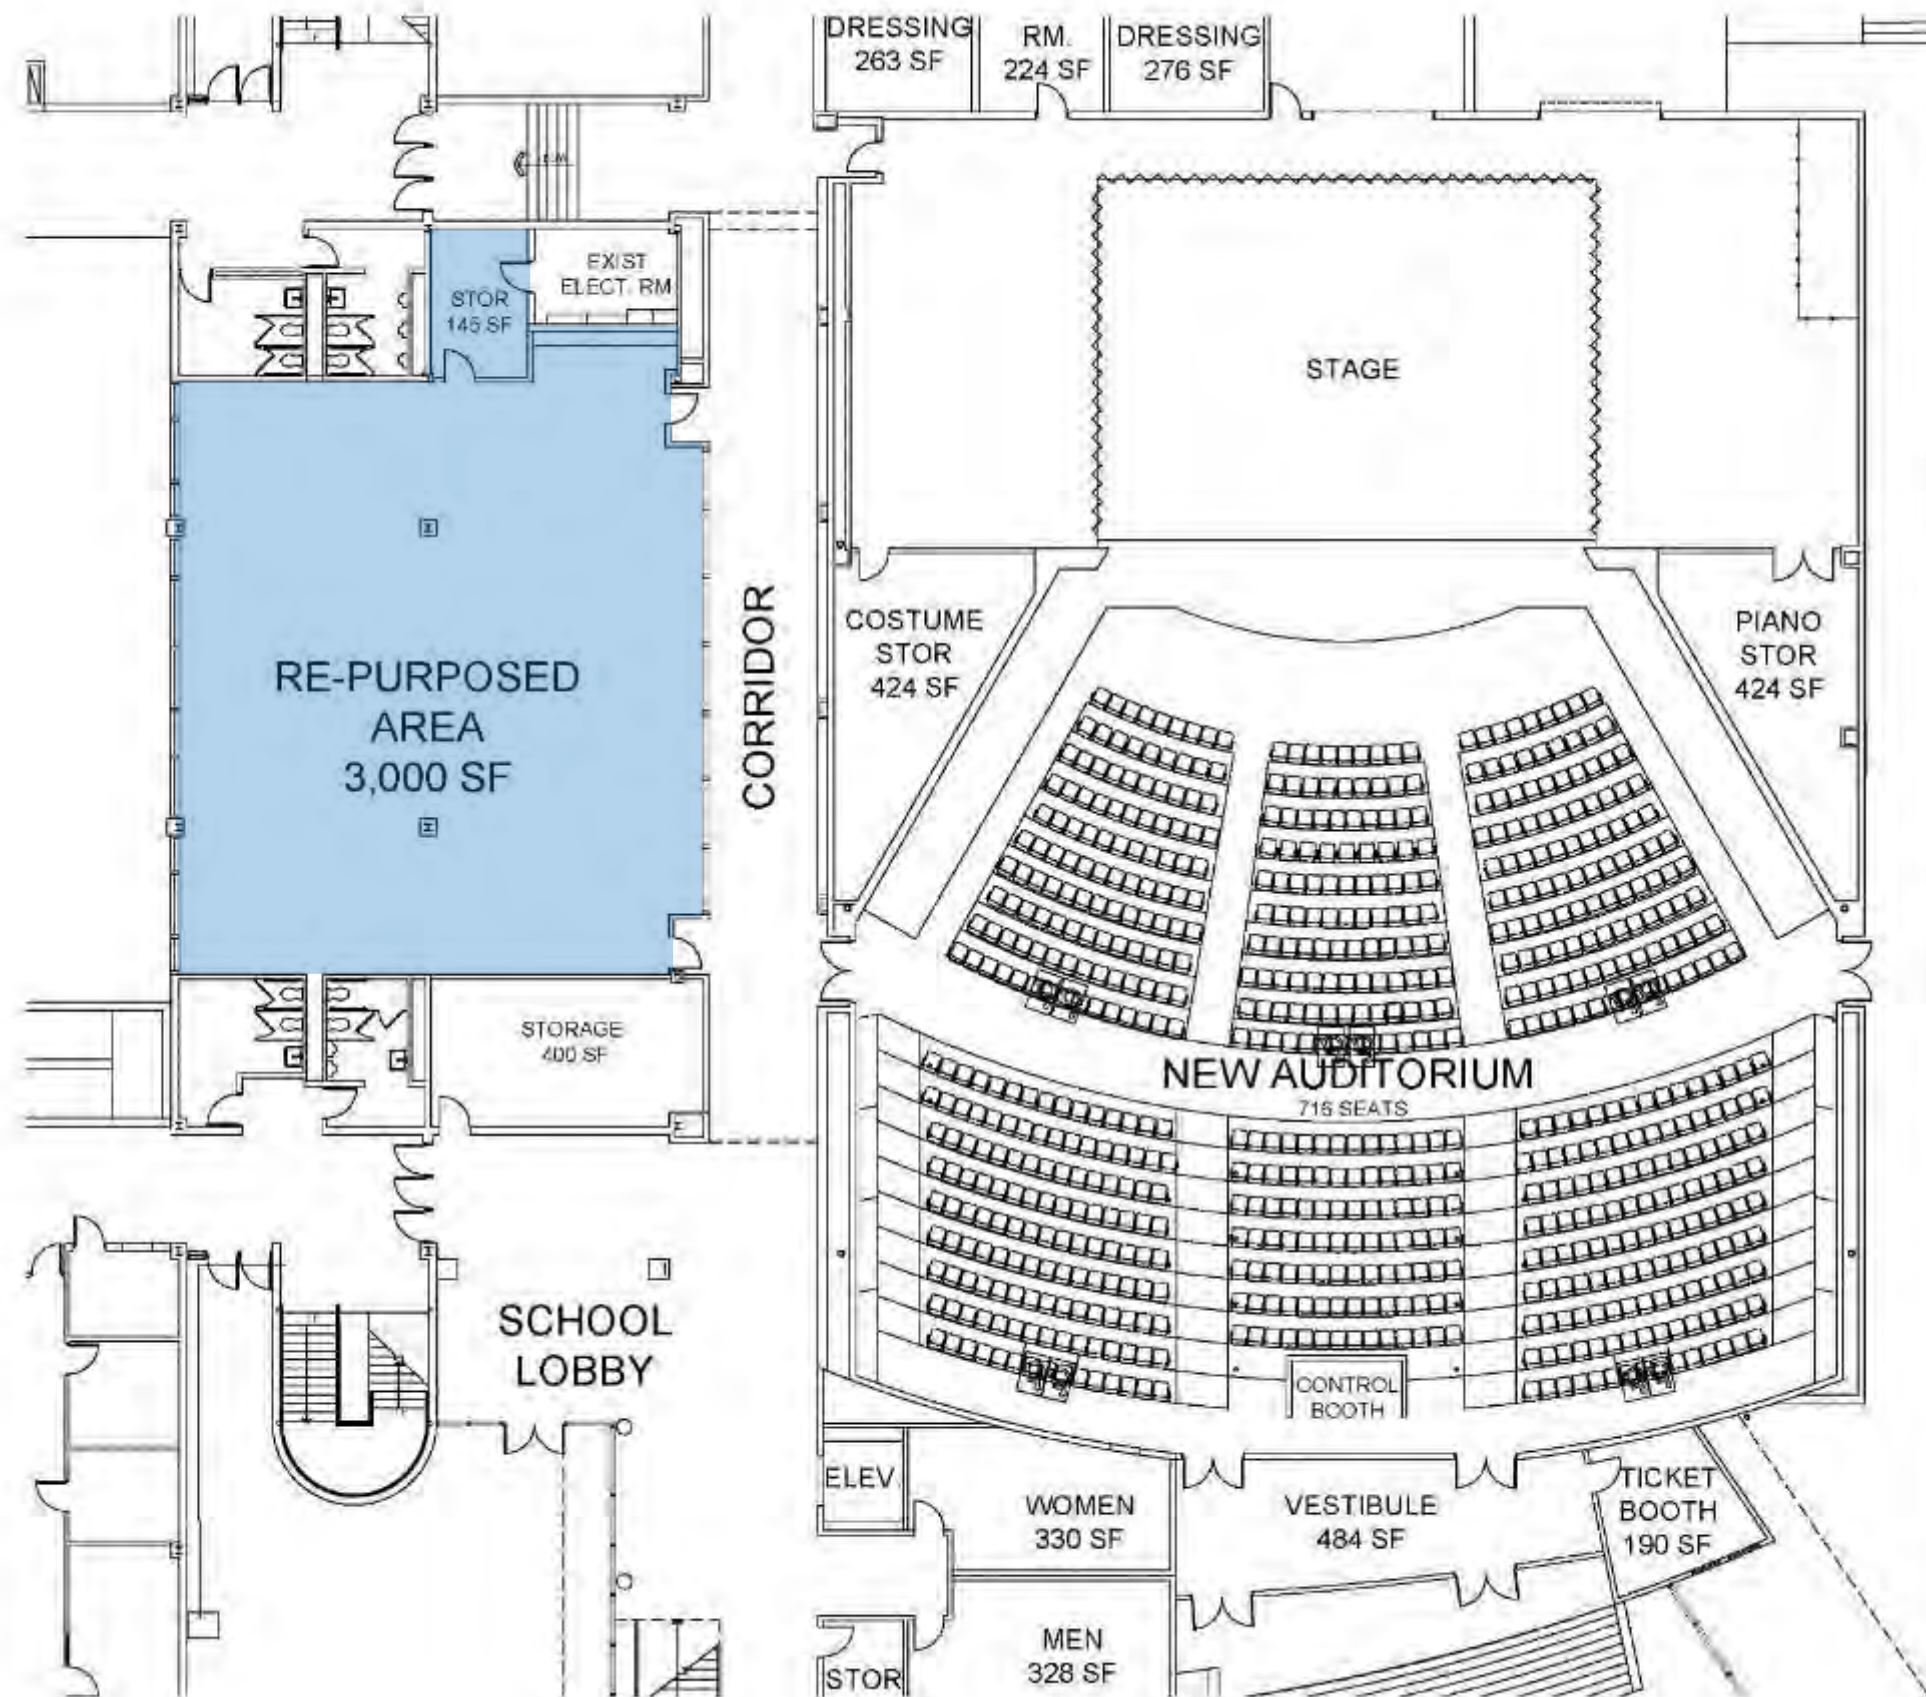 DRESSING
263 SF
RM.
224 SF
DRESSING
276 SF
EXIST
ELECT. RM
STOR
145 SF
STAGE
RE-PURPOSED
AREA
3,000 SF
CORRIDOR
COSTUME
STOR
424 SF
PIANO
STOR
424 SF
STORAGE
400 SF
NEW AUDITORIUM
716 SEATS
SCHOOL
LOBBY
CONTROL
BOOTH
ELEV
WOMEN
330 SF
VESTIBULE
484 SF
TICKET
BOOTH
190 SF
MEN
328 SF
STOR